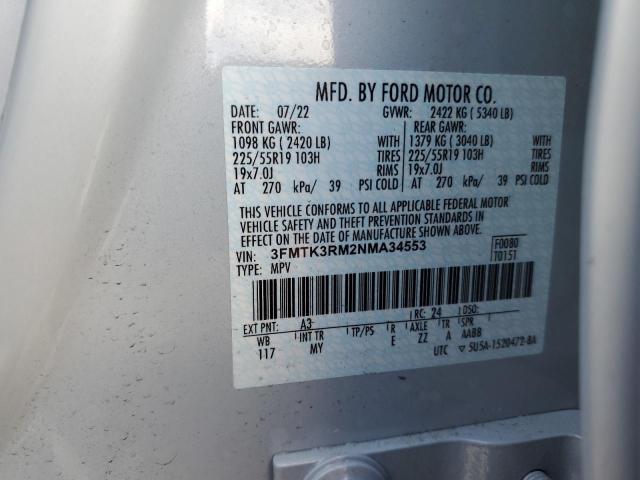 MFD. BY FORD MOTOR CO.
DATE: 07/22 GVWR: 2422 KG ( 5340 LB)
FRONT GAWR: REAR GAWR:
1098 KG ( 2420 LB) WITH 1379 KG ( 3040 LB) WITH
225/55R19 103H TIRES 225/55R19 103H TIRES
19x7.0J RIMS 19x7.0J RIMS
AT 270 kPa/ 39 PSI COLD AT 270 kPa/ 39 PSI COLD
THIS VEHICLE CONFORMS TO ALL APPLICABLE FEDERAL MOTOR
VEHICLE SAFETY AND THEFT PREVENTION STANDARDS IN
EFFECT ON THE DATE OF MANUFACTURE SHOWN ABOVE.
VIN: 3FMTK3RM2NMA34553 F0080
TYPE: MPV T0151
EXT PNT: A3 RC: 24 DSO:
WB INT TR TP/PS R AXLE TR SPR
117 MY E ZZ A AABB
UTC ▽ 5U5A-1520472-BA